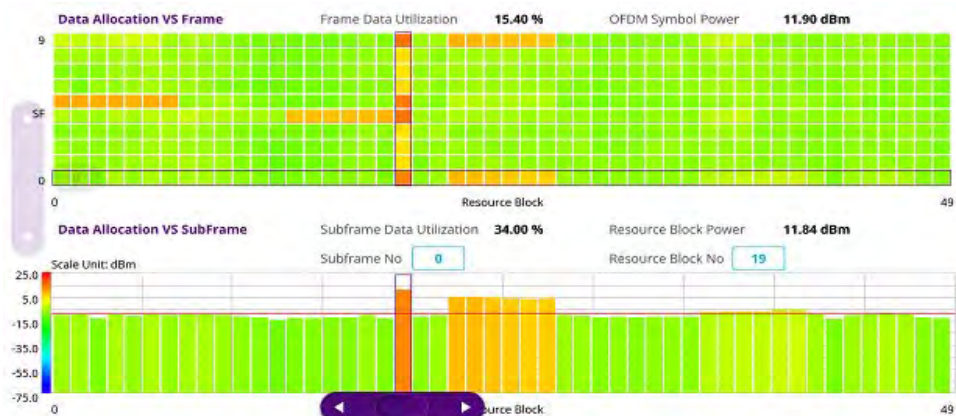 Data Allocation VS Frame Frame Data Utilization 15.40 % OFDM Symbol Power 11.90 dBm
9
SF
0
0 Resource Block 49
Data Allocation VS SubFrame Subframe Data Utilization 34.00 % Resource Block Power 11.84 dBm
Subframe No 0 Resource Block No 19
Scale Unit: dBm
25.0
5.0
-15.0
-35.0
-55.0
-75.0
0 ource Block 49